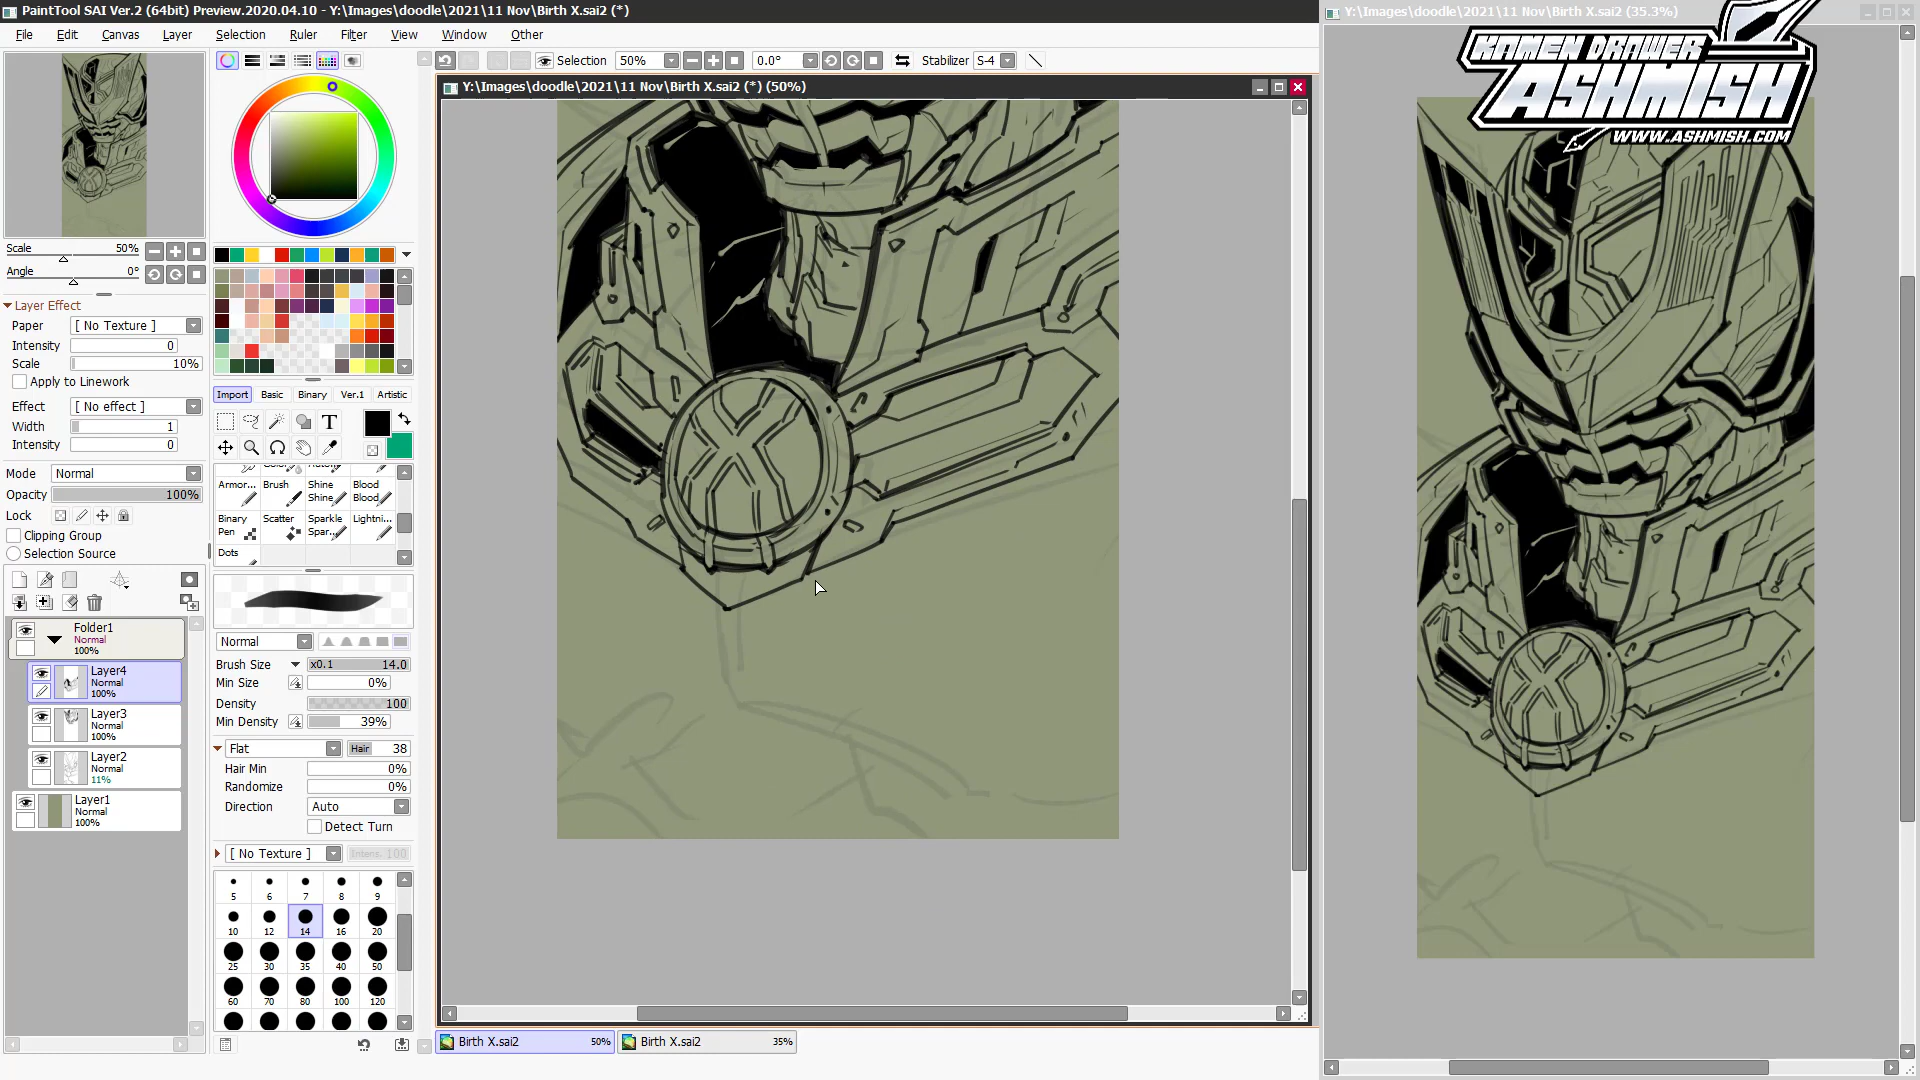 PaintTool SAI Ver.2 (64bit) Preview.2020.04.10 - Y:\Images\doodle\2021\11 Nov\Birth X.sai2 (*)
Y:\Images\doodle\2021\11 Nov\Birth X.sai2 (35.3%)
File Edit Canvas Layer Selection Ruler Filter View Window Other
KAMEN DRAWER
ASHMISH
WWW.ASHMISH.COM
Selection 50% 0.0° Stabilizer S-4
Y:\Images\doodle\2021\11 Nov\Birth X.sai2 (*) (50%)
Scale 50%
Angle 0°
Layer Effect
Paper [ No Texture ]
Intensity 0
Scale 10%
Apply to Linework
Effect [ No effect ]
Width 1
Intensity 0
Mode Normal
Opacity 100%
Lock
Clipping Group
Selection Source
Folder1
Normal
100%
Layer4
Normal
100%
Layer3
Normal
100%
Layer2
Normal
11%
Layer1
Normal
100%
Import Basic Binary Ver.1 Artistic
T
Armor... Brush Shine Blood
Shine Blood
Binary Scatter Sparkle Lightni...
Pen Spar...
Dots
Normal
Brush Size x0.1 14.0
Min Size 0%
Density 100
Min Density 39%
Flat Hair 38
Hair Min 0%
Randomize 0%
Direction Auto
Detect Turn
[ No Texture ] Intens. 100
5 6 7 8 9
10 12 14 16 20
25 30 35 40 50
60 70 80 100 120
Birth X.sai2 50% Birth X.sai2 35%